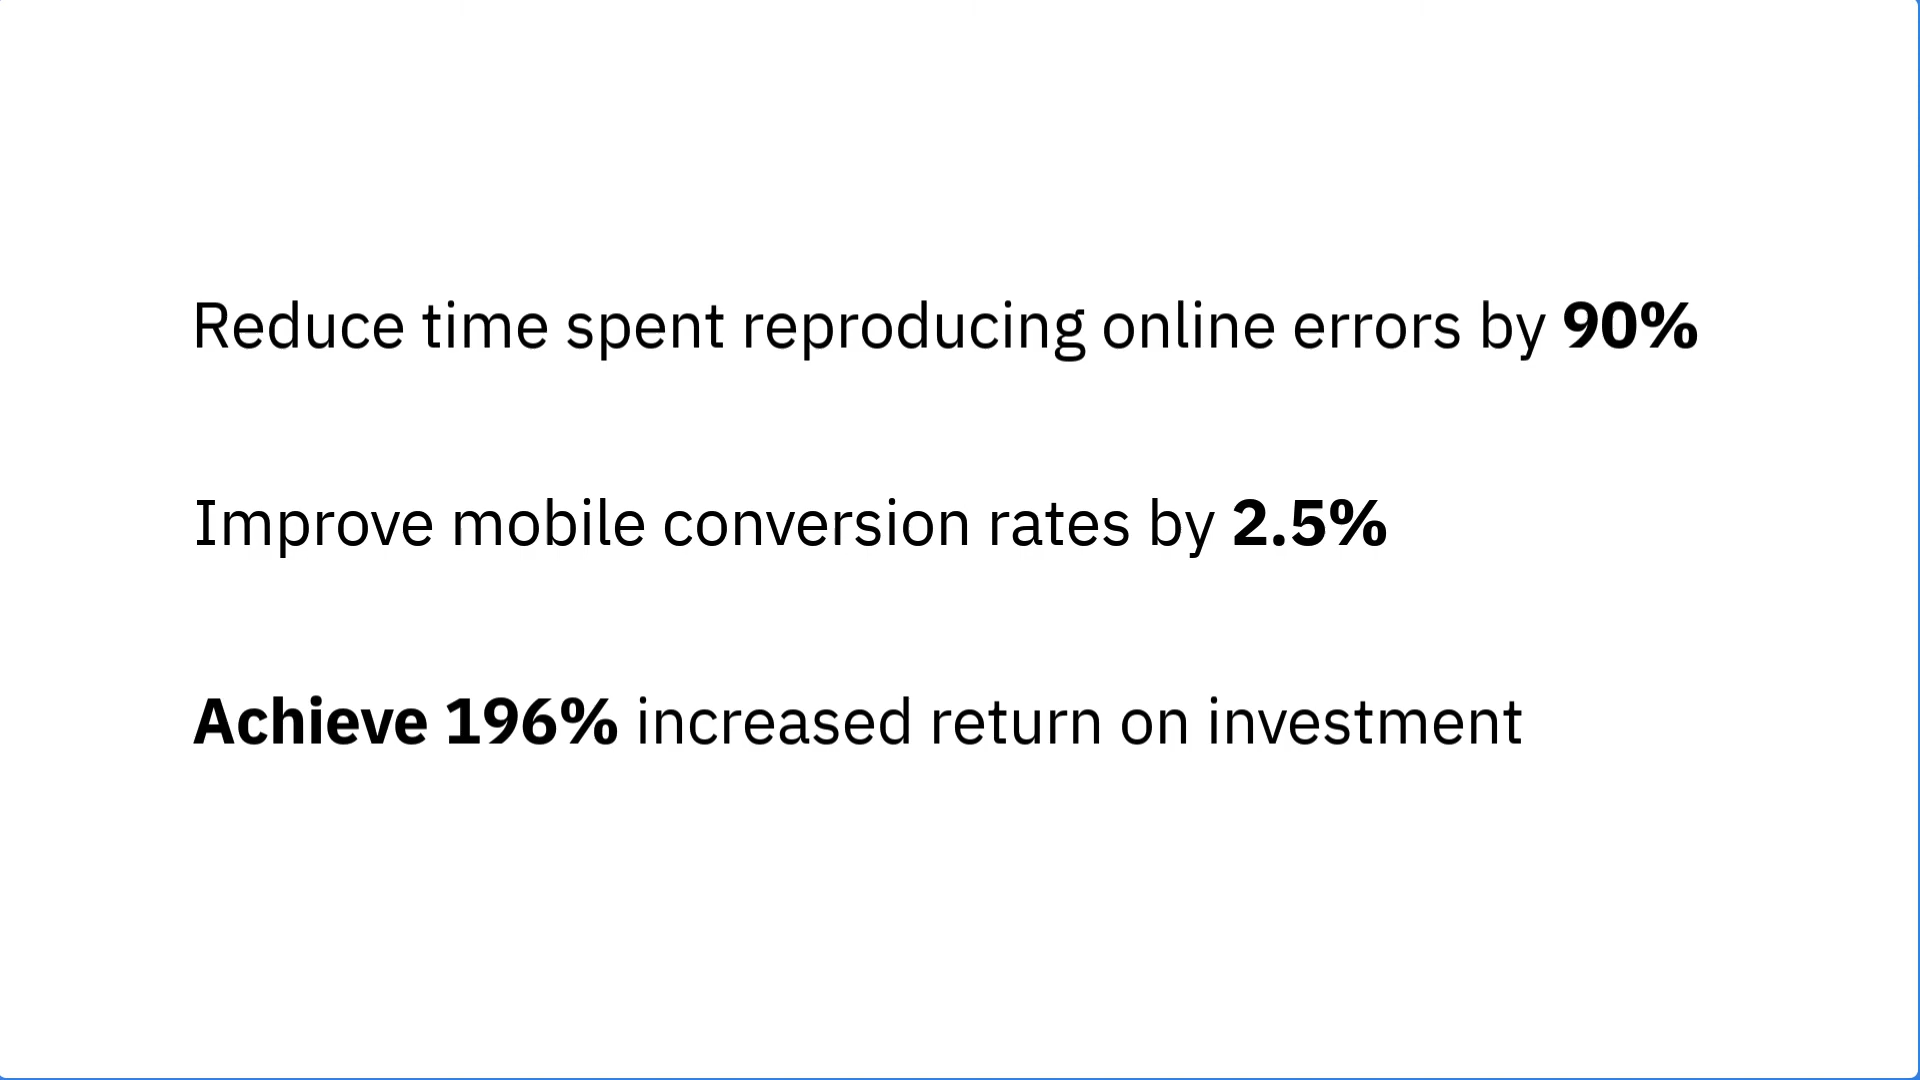 Reduce time spent reproducing online errors by 90%
Improve mobile conversion rates by 2.5%
Achieve 196% increased return on investment